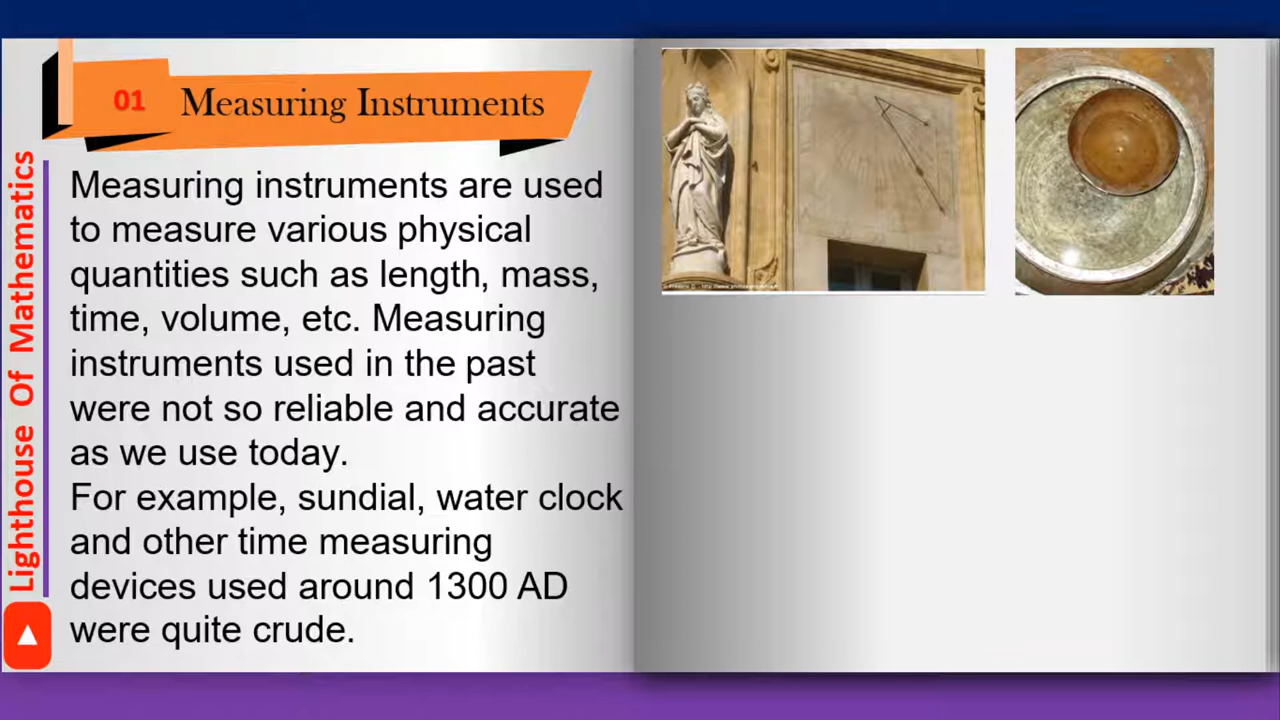 01 Measuring Instruments
Lighthouse Of Mathematics
Measuring instruments are used
to measure various physical
quantities such as length, mass,
time, volume, etc. Measuring
instruments used in the past
were not so reliable and accurate
as we use today.
For example, sundial, water clock
and other time measuring
devices used around 1300 AD
were quite crude.